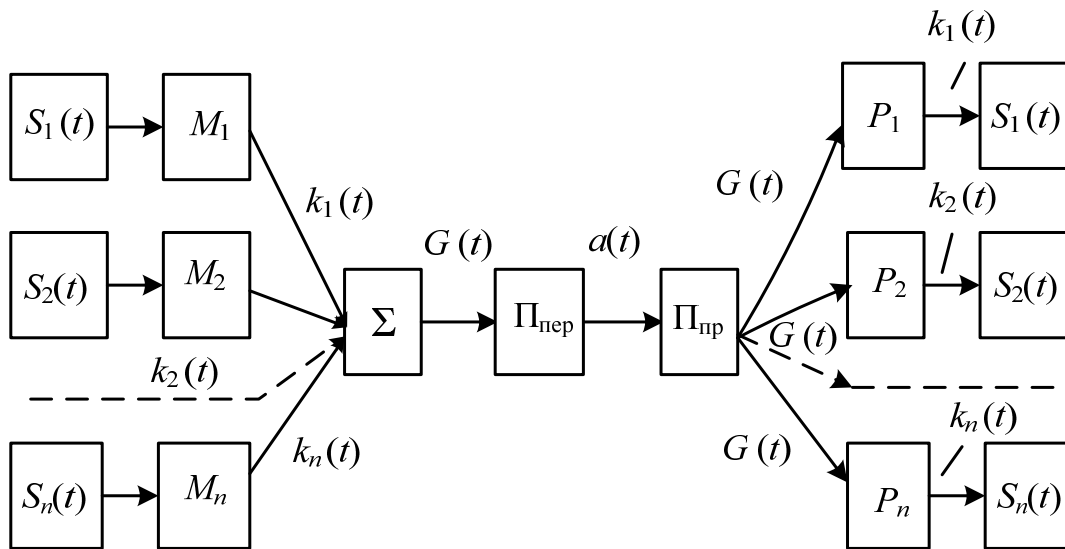 k₁(t)
S₁(t)
M₁
P₁
S₁(t)
k₁(t)
G(t)
k₂(t)
S₂(t)
M₂
G(t)
a(t)
P₂
S₂(t)
Σ
Ппер
Ппр
G(t)
k₂(t)
kₙ(t)
kₙ(t)
G(t)
Sₙ(t)
Mₙ
Pₙ
Sₙ(t)